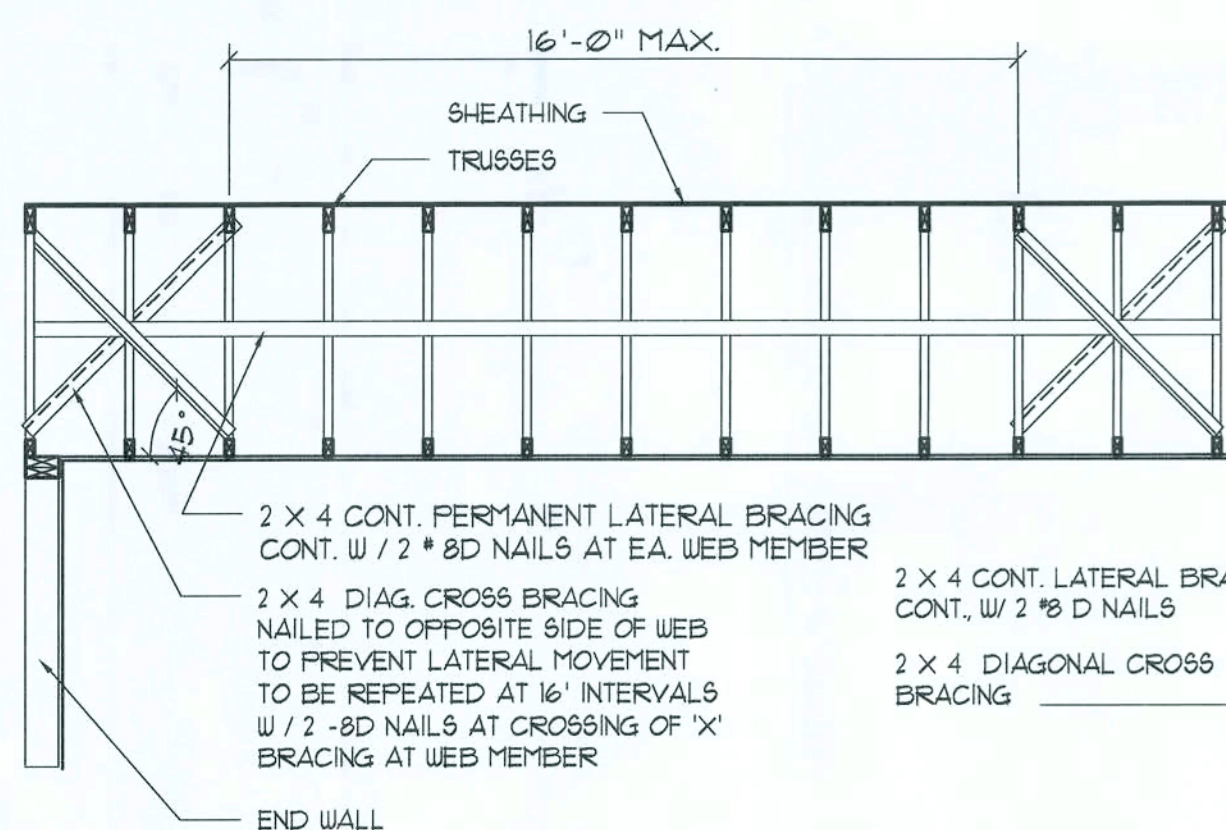 16'-0" MAX.
SHEATHING
TRUSSES
45°
2 X 4 CONT. PERMANENT LATERAL BRACING
CONT. W / 2 # 8D NAILS AT EA. WEB MEMBER
2 X 4 DIAG. CROSS BRACING
NAILED TO OPPOSITE SIDE OF WEB
TO PREVENT LATERAL MOVEMENT
TO BE REPEATED AT 16' INTERVALS
W / 2 -8D NAILS AT CROSSING OF 'X'
BRACING AT WEB MEMBER
END WALL
2 X 4 CONT. LATERAL BRA
CONT., W/ 2 #8 D NAILS
2 X 4 DIAGONAL CROSS
BRACING